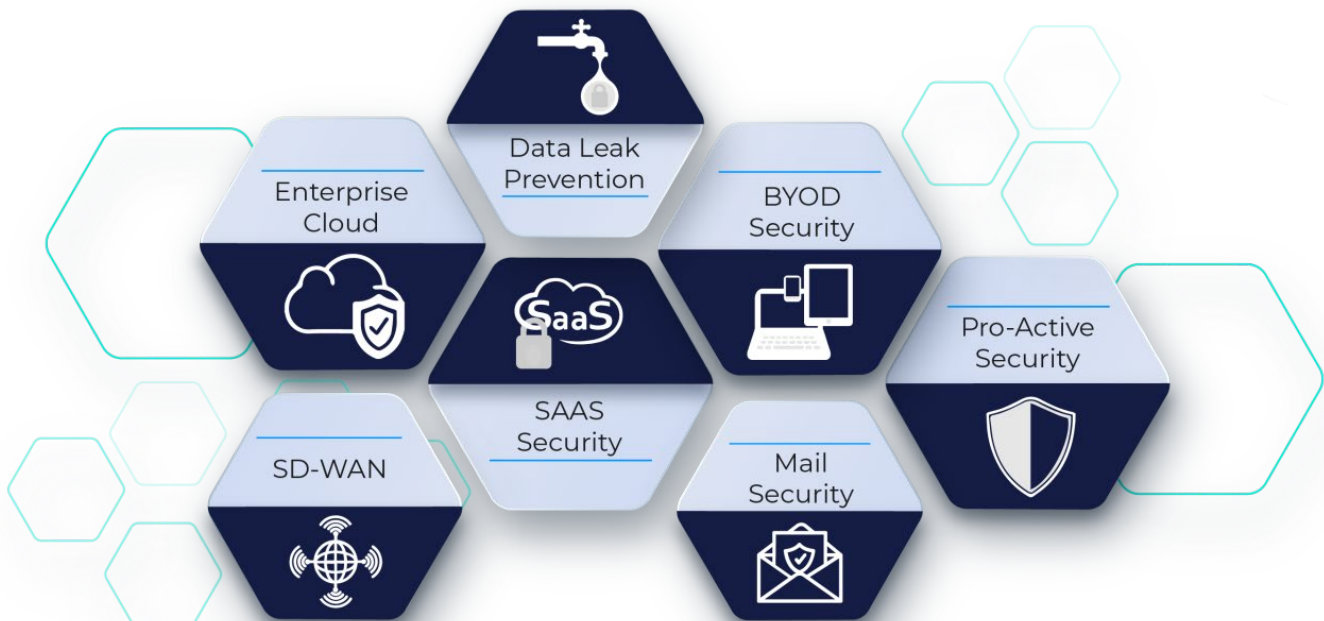 Data Leak
Prevention
Enterprise
Cloud
BYOD
Security
SaaS
SAAS
Security
Pro-Active
Security
SD-WAN
Mail
Security